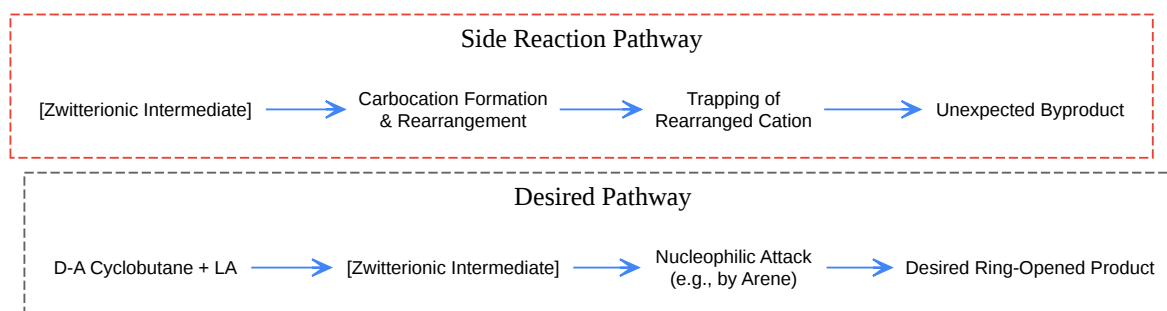 Side Reaction Pathway
[Zwitterionic Intermediate]
Carbocation Formation
& Rearrangement
Trapping of
Rearranged Cation
Unexpected Byproduct
Desired Pathway
D-A Cyclobutane + LA
[Zwitterionic Intermediate]
Nucleophilic Attack
(e.g., by Arene)
Desired Ring-Opened Product